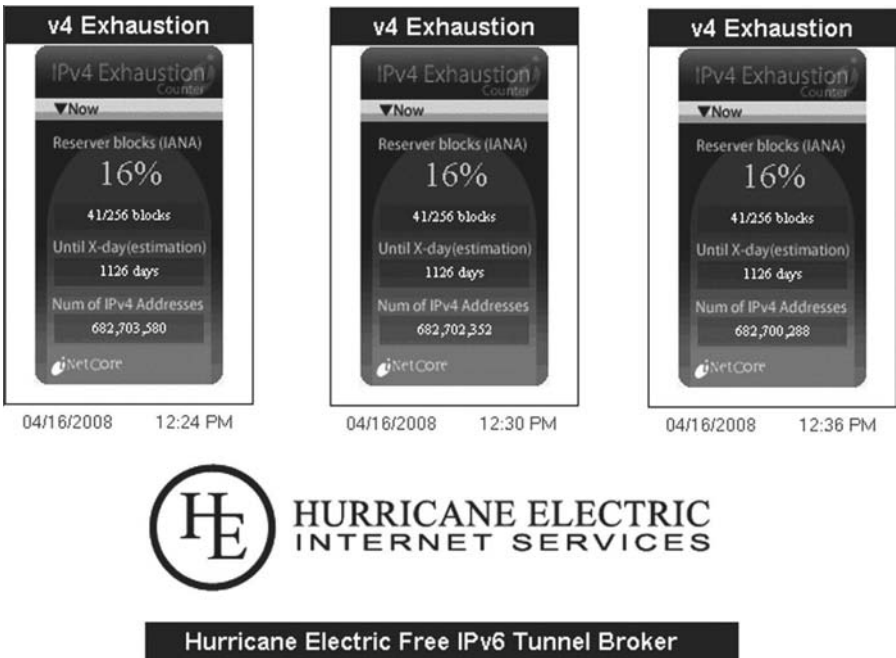 v4 Exhaustion
IPv4 Exhaustion
Counter
▼Now
Reserver blocks (IANA)
16%
41/256 blocks
Until X-day(estimation)
1126 days
Num of IPv4 Addresses
682,703,580
iNetCore
04/16/2008 12:24 PM
v4 Exhaustion
IPv4 Exhaustion
Counter
▼Now
Reserver blocks (IANA)
16%
41/256 blocks
Until X-day(estimation)
1126 days
Num of IPv4 Addresses
682,702,352
iNetCore
04/16/2008 12:30 PM
v4 Exhaustion
IPv4 Exhaustion
Counter
▼Now
Reserver blocks (IANA)
16%
41/256 blocks
Until X-day(estimation)
1126 days
Num of IPv4 Addresses
682,700,288
iNetCore
04/16/2008 12:36 PM
HE
HURRICANE ELECTRIC
INTERNET SERVICES
Hurricane Electric Free IPv6 Tunnel Broker